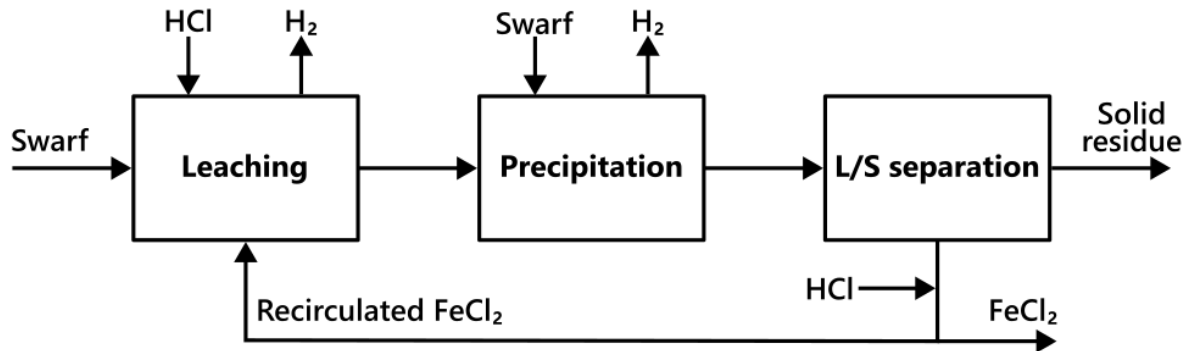 HCl
H₂
Swarf
H₂
Swarf
Leaching
Precipitation
L/S separation
Solid
residue
HCl
Recirculated FeCl₂
FeCl₂